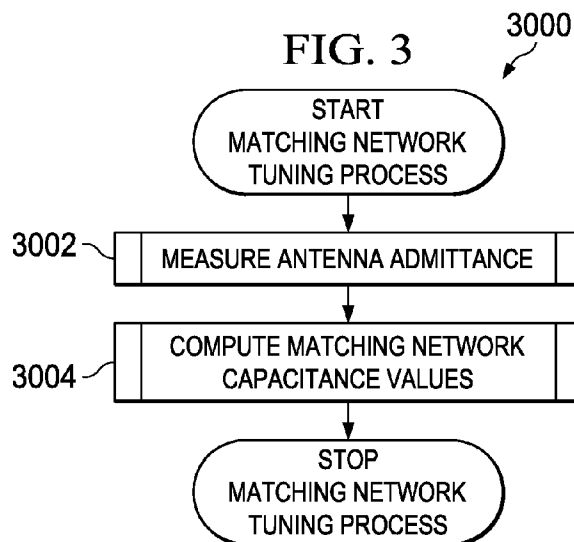 FIG. 3
3000
START
MATCHING NETWORK
TUNING PROCESS
3002
MEASURE ANTENNA ADMITTANCE
3004
COMPUTE MATCHING NETWORK
CAPACITANCE VALUES
STOP
MATCHING NETWORK
TUNING PROCESS